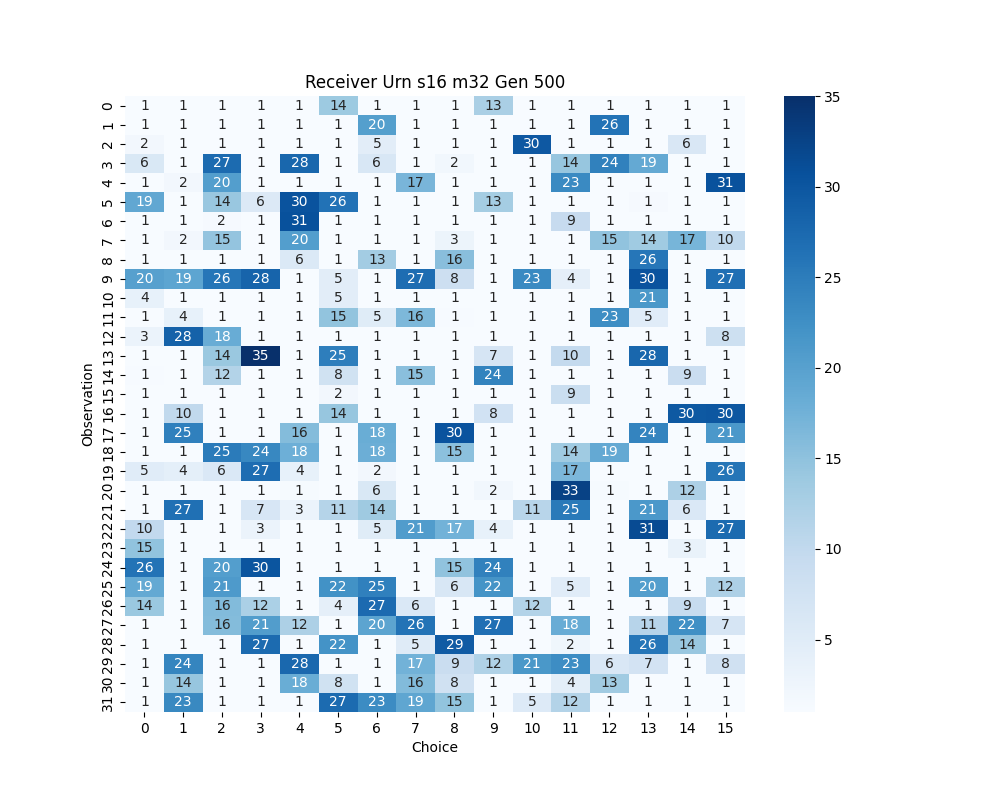 Receiver Urn s16 m32 Gen 500
0 1 1 1 1 1 14 1 1 1 13 1 1 1 1 1 1
1 1 1 1 1 1 1 20 1 1 1 1 1 26 1 1 1
2 2 1 1 1 1 1 5 1 1 1 30 1 1 1 6 1
3 6 1 27 1 28 1 6 1 2 1 1 14 24 19 1 1
4 1 2 20 1 1 1 1 17 1 1 1 23 1 1 1 31
5 19 1 14 6 30 26 1 1 1 13 1 1 1 1 1 1
6 1 1 2 1 31 1 1 1 1 1 1 9 1 1 1 1
7 1 2 15 1 20 1 1 1 3 1 1 1 15 14 17 10
8 1 1 1 1 6 1 13 1 16 1 1 1 1 26 1 1
9 20 19 26 28 1 5 1 27 8 1 23 4 1 30 1 27
10 4 1 1 1 1 5 1 1 1 1 1 1 1 21 1 1
11 1 4 1 1 1 15 5 16 1 1 1 1 23 5 1 1
12 3 28 18 1 1 1 1 1 1 1 1 1 1 1 1 8
13 1 1 14 35 1 25 1 1 1 7 1 10 1 28 1 1
14 1 1 12 1 1 8 1 15 1 24 1 1 1 1 9 1
15 1 1 1 1 1 2 1 1 1 1 1 9 1 1 1 1
16 1 10 1 1 1 14 1 1 1 8 1 1 1 1 30 30
17 1 25 1 1 16 1 18 1 30 1 1 1 1 24 1 21
18 1 1 25 24 18 1 18 1 15 1 1 14 19 1 1 1
19 5 4 6 27 4 1 2 1 1 1 1 17 1 1 1 26
20 1 1 1 1 1 1 6 1 1 2 1 33 1 1 12 1
21 1 27 1 7 3 11 14 1 1 1 11 25 1 21 6 1
22 10 1 1 3 1 1 5 21 17 4 1 1 1 31 1 27
23 15 1 1 1 1 1 1 1 1 1 1 1 1 1 3 1
24 26 1 20 30 1 1 1 1 15 24 1 1 1 1 1 1
25 19 1 21 1 1 22 25 1 6 22 1 5 1 20 1 12
26 14 1 16 12 1 4 27 6 1 1 12 1 1 1 9 1
27 1 1 16 21 12 1 20 26 1 27 1 18 1 11 22 7
28 1 1 1 27 1 22 1 5 29 1 1 2 1 26 14 1
29 1 24 1 1 28 1 1 17 9 12 21 23 6 7 1 8
30 1 14 1 1 18 8 1 16 8 1 1 4 13 1 1 1
31 1 23 1 1 1 27 23 19 15 1 5 12 1 1 1 1
0 1 2 3 4 5 6 7 8 9 10 11 12 13 14 15
Choice
Observation
35
30
25
20
15
10
5